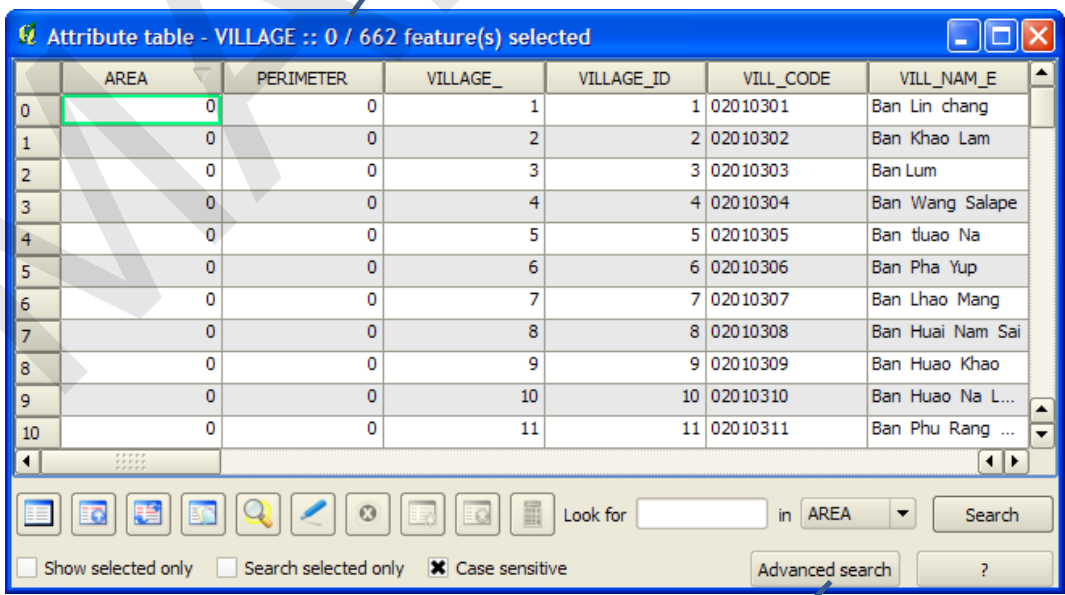 Attribute table - VILLAGE :: 0 / 662 feature(s) selected
AREA PERIMETER VILLAGE_ VILLAGE_ID VILL_CODE VILL_NAM_E
0 0 0 1 1 02010301 Ban Lin chang
1 0 0 2 2 02010302 Ban Khao Lam
2 0 0 3 3 02010303 Ban Lum
3 0 0 4 4 02010304 Ban Wang Salape
4 0 0 5 5 02010305 Ban tluao Na
5 0 0 6 6 02010306 Ban Pha Yup
6 0 0 7 7 02010307 Ban Lhao Mang
7 0 0 8 8 02010308 Ban Huai Nam Sai
8 0 0 9 9 02010309 Ban Huao Khao
9 0 0 10 10 02010310 Ban Huao Na L...
10 0 0 11 11 02010311 Ban Phu Rang ...
Look for in AREA Search
Show selected only Search selected only Case sensitive Advanced search ?